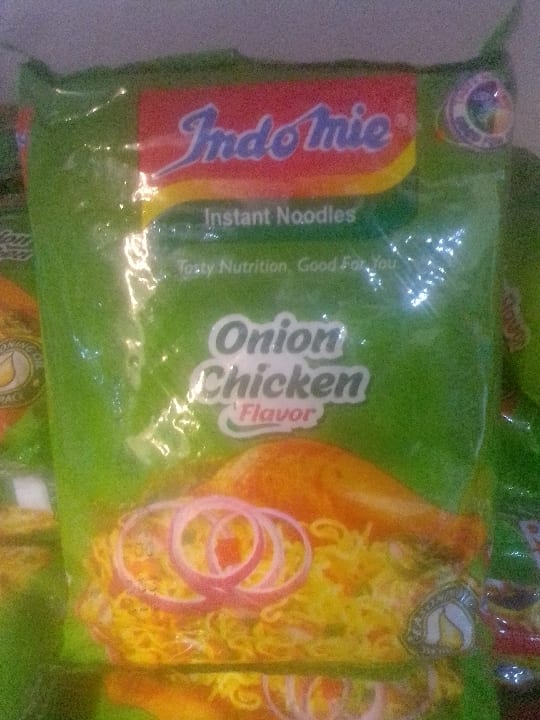 Indomie
Instant Noodles
Tasty Nutrition, Good For You
Onion
Chicken
Flavor